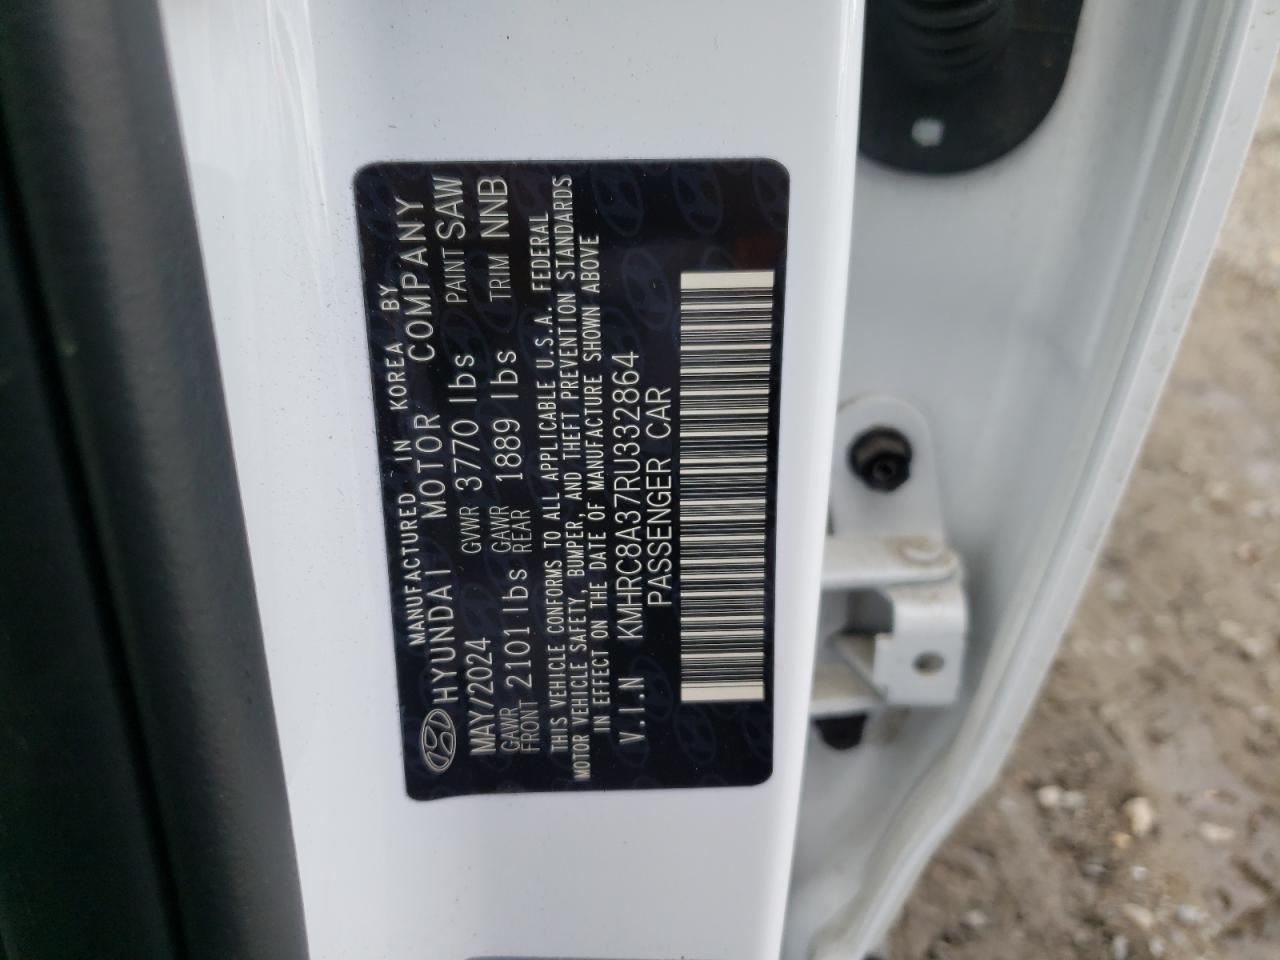 MANUFACTURED IN KOREA BY
HYUNDAI MOTOR COMPANY
MAY/2024 GVWR 3770 lbs PAINT SAW
GAWR FRONT 2101 lbs GAWR REAR 1889 lbs TRIM NNB
THIS VEHICLE CONFORMS TO ALL APPLICABLE U.S.A. FEDERAL
MOTOR VEHICLE SAFETY, BUMPER, AND THEFT PREVENTION STANDARDS
IN EFFECT ON THE DATE OF MANUFACTURE SHOWN ABOVE
V.I.N KMHRC8A37RU332864
PASSENGER CAR